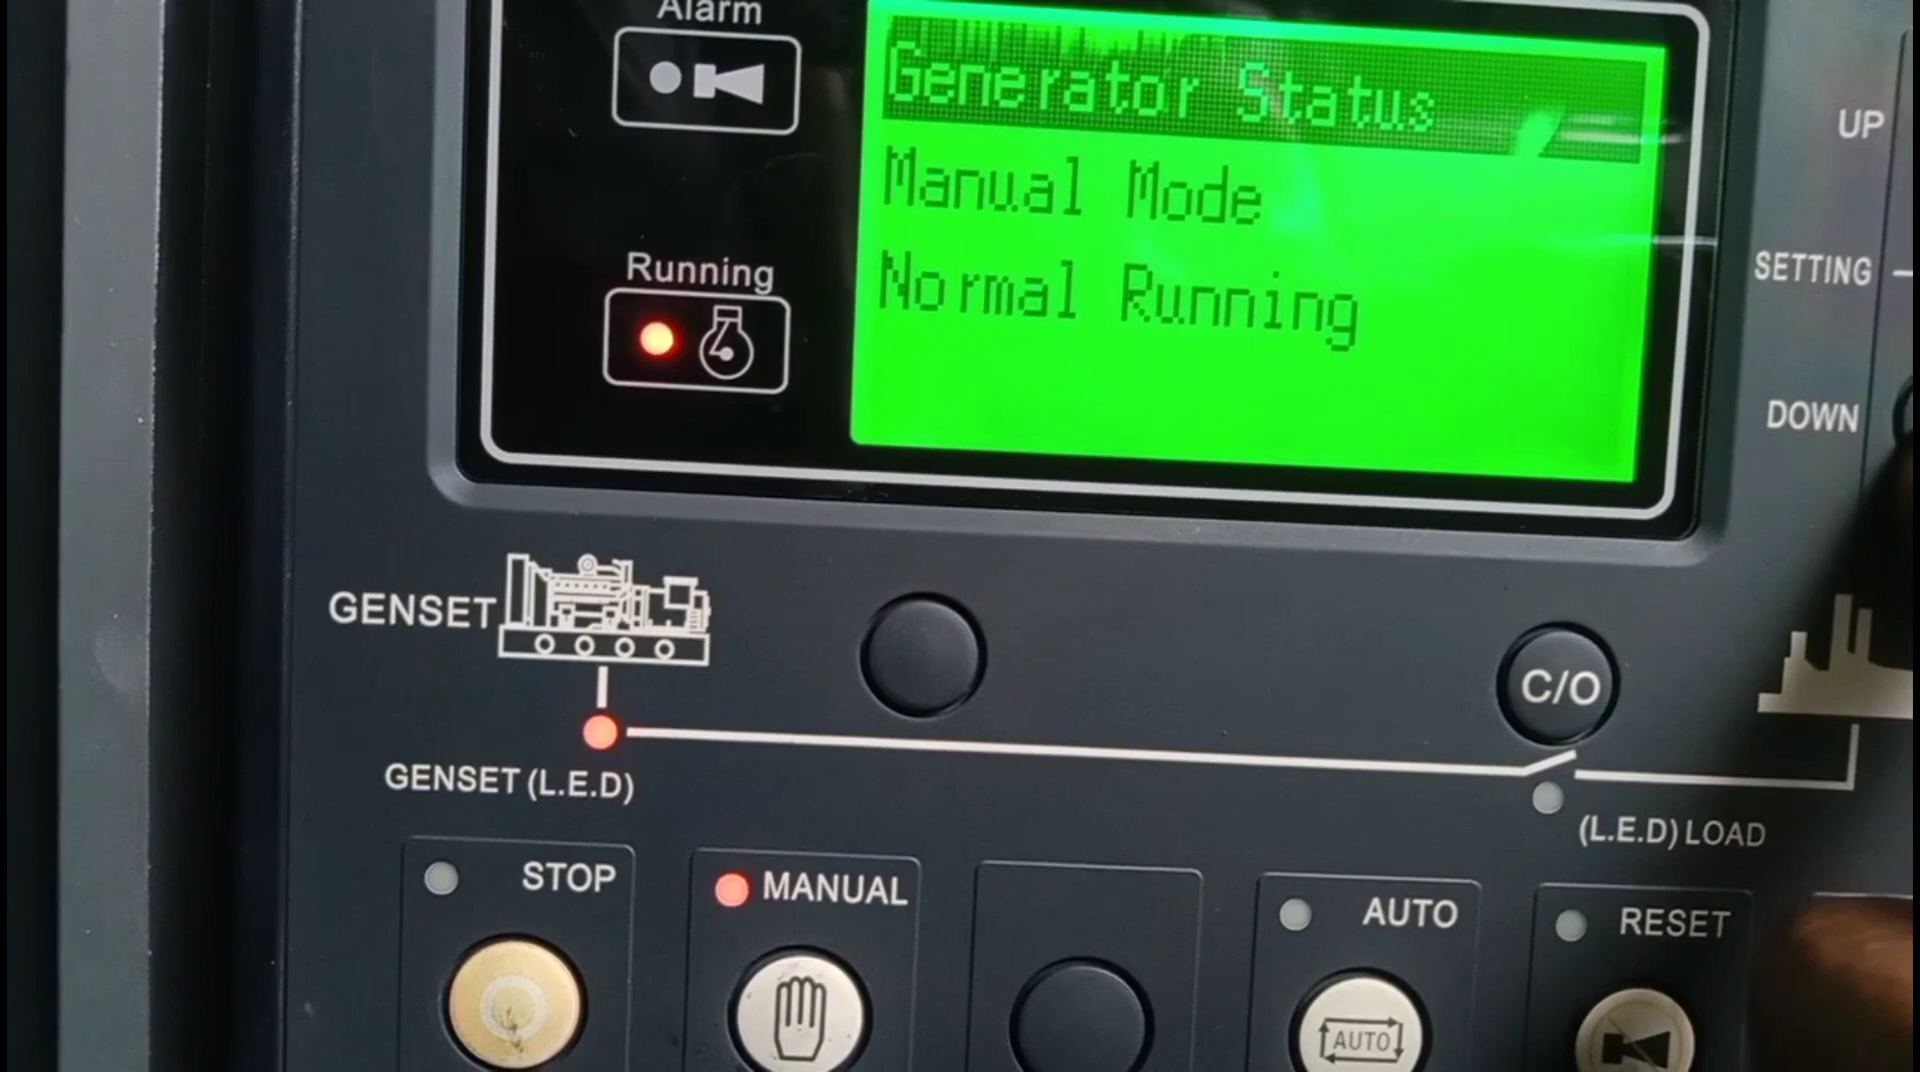 Alarm
Generator Status
Manual Mode
Normal Running
Running
UP
SETTING
DOWN
GENSET
C/O
GENSET (L.E.D)
(L.E.D) LOAD
STOP
MANUAL
AUTO
RESET
AUTO